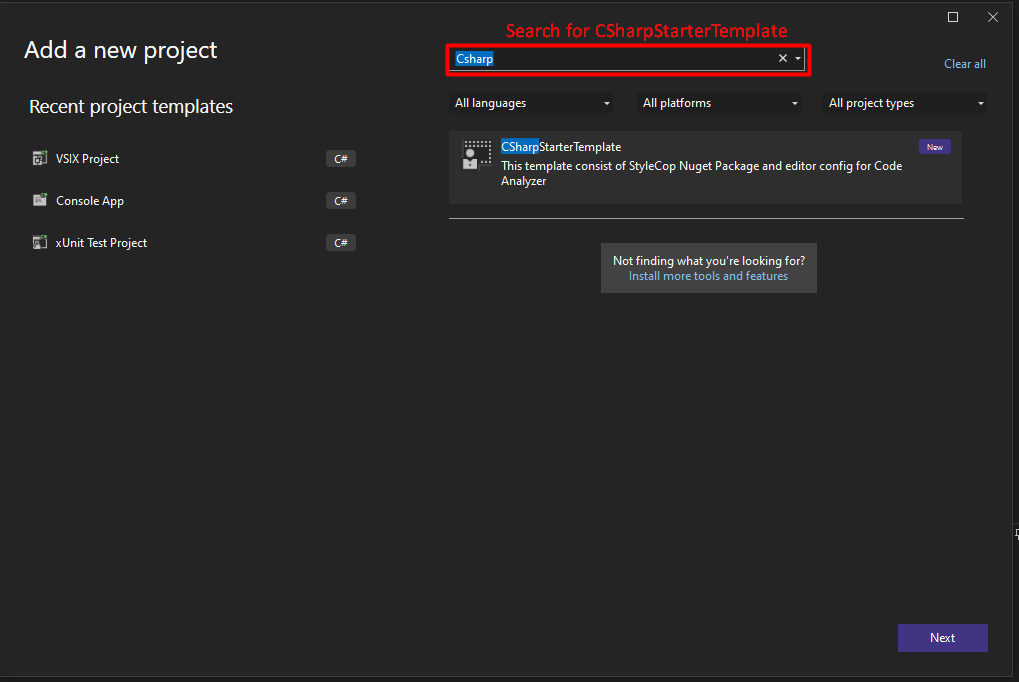 Search for CSharpStarterTemplate
Add a new project
Csharp
Clear all
Recent project templates
All languages
All platforms
All project types
VSIX Project
C#
Console App
C#
xUnit Test Project
C#
CSharpStarterTemplate
New
This template consist of StyleCop Nuget Package and editor config for Code
Analyzer
Not finding what you're looking for?
Install more tools and features
Next